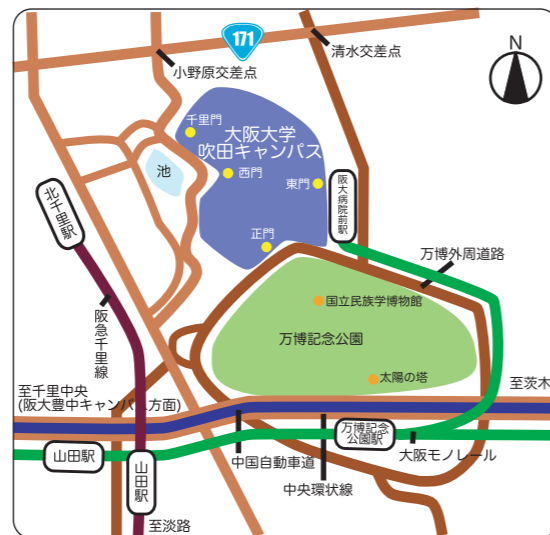 171
清水交差点
小野原交差点
N
千里門
大阪大学
吹田キャンパス
池
西門
東門
阪大病院前駅
北千里駅
正門
万博外周道路
国立民族学博物館
阪急千里線
万博記念公園
太陽の塔
至千里中央
(阪大豊中キャンパス方面)
至茨木
万博記念
公園駅
山田駅
山田駅
中国自動車道
大阪モノレール
中央環状線
至淡路